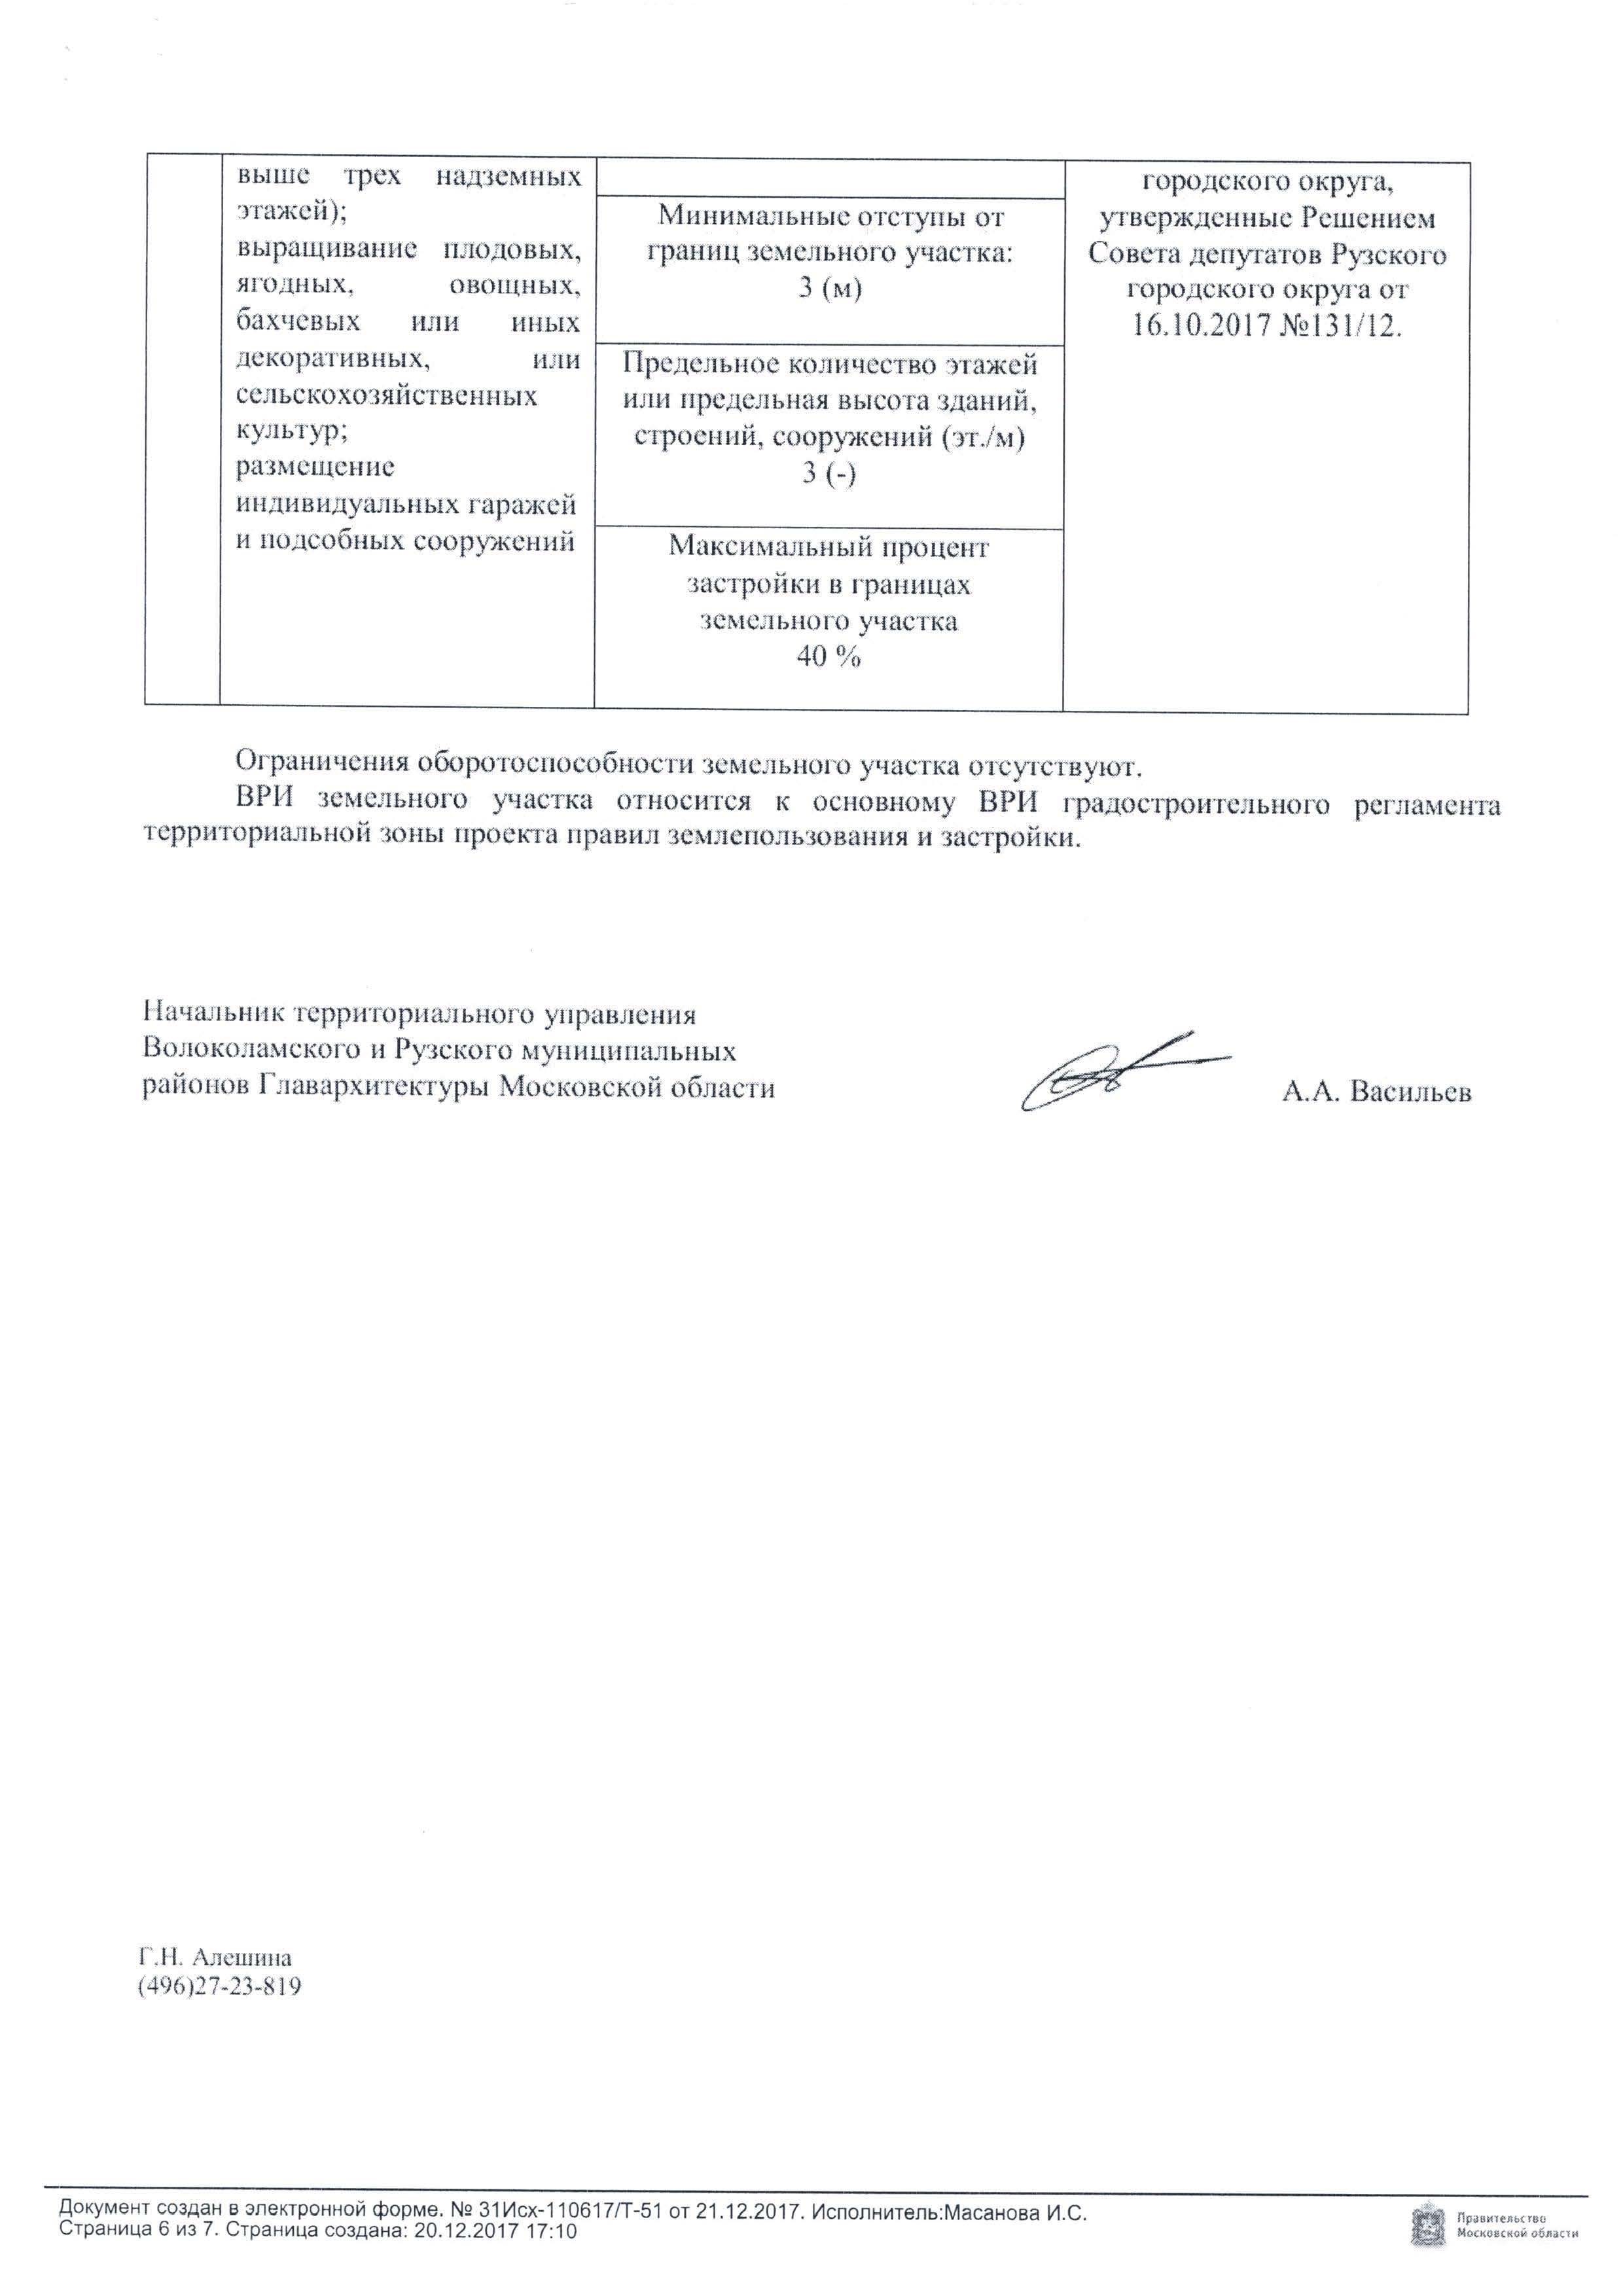 выше трех надземных
этажей);
выращивание плодовых,
ягодных, овощных,
бахчевых или иных
декоративных, или
сельскохозяйственных
культур;
размещение
индивидуальных гаражей
и подсобных сооружений
Минимальные отступы от
границ земельного участка:
3 (м)
Предельное количество этажей
или предельная высота зданий,
строений, сооружений (эт./м)
3 (-)
Максимальный процент
застройки в границах
земельного участка
40 %
городского округа,
утвержденные Решением
Совета депутатов Рузского
городского округа от
16.10.2017 №131/12.
Ограничения оборотоспособности земельного участка отсутствуют.
ВРИ земельного участка относится к основному ВРИ градостроительного регламента
территориальной зоны проекта правил землепользования и застройки.
Начальник территориального управления
Волоколамского и Рузского муниципальных
районов Главархитектуры Московской области
А.А. Васильев
Г.Н. Алешина
(496)27-23-819
Документ создан в электронной форме. № 31Исх-110617/Т-51 от 21.12.2017. Исполнитель:Масанова И.С.
Страница 6 из 7. Страница создана: 20.12.2017 17:10
Правительство
Московской области